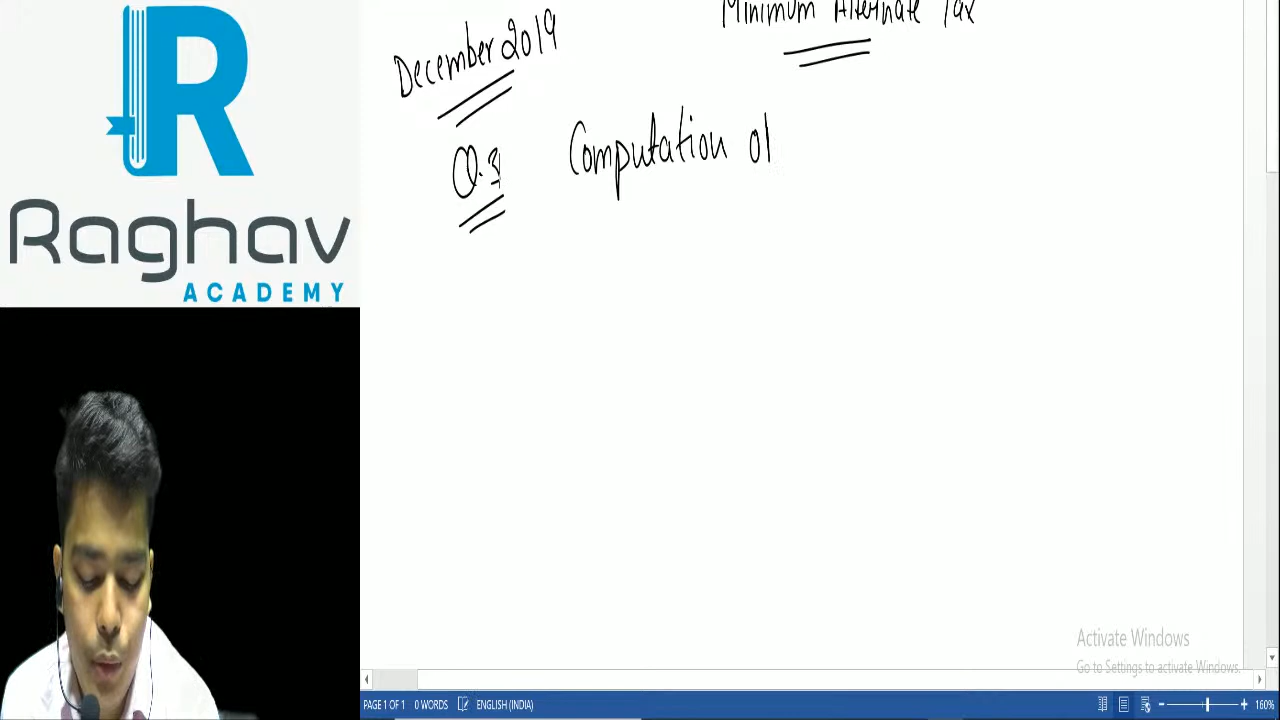 Minimum Alternate Tax
December 2019
Q.3 Computation of
R
Raghav
ACADEMY
Activate Windows
Go to Settings to activate Windows.
PAGE 1 OF 1 0 WORDS ENGLISH (INDIA) 160%